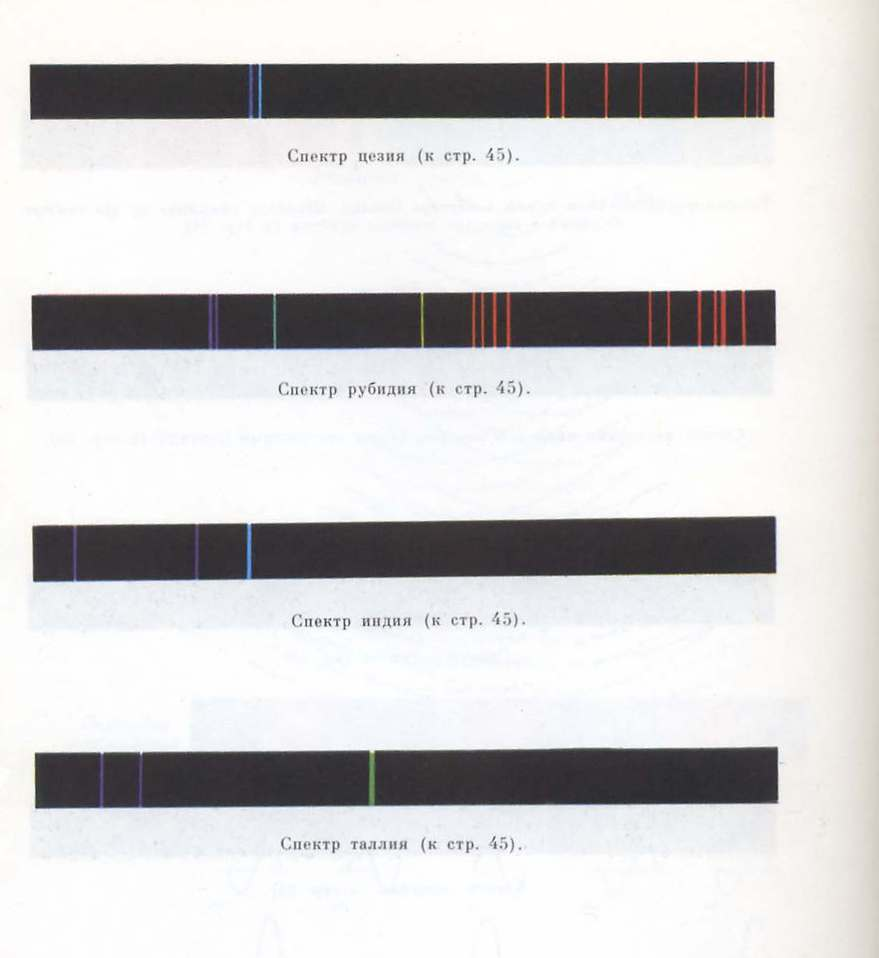 Спектр цезия (к стр. 45).
Спектр рубидия (к стр. 45).
Спектр индия (к стр. 45).
Спектр таллия (к стр. 45).